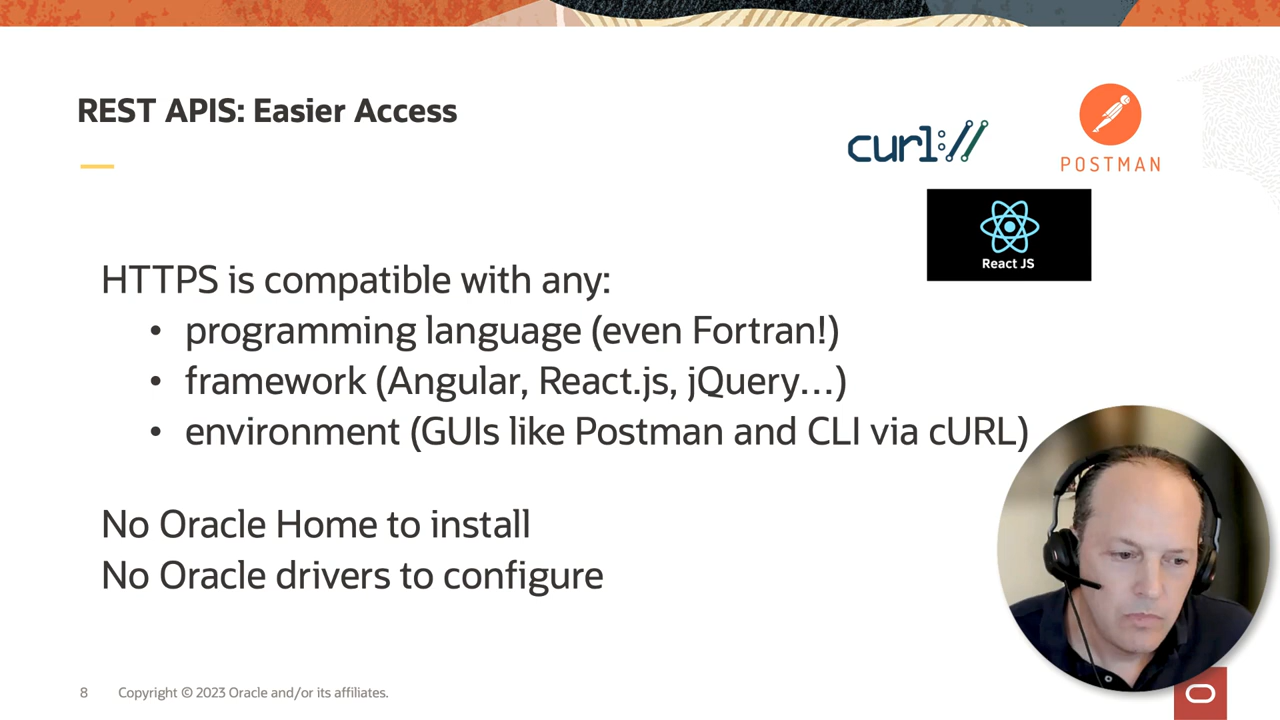 REST APIS: Easier Access
curl://
POSTMAN
React JS
HTTPS is compatible with any:
• programming language (even Fortran!)
• framework (Angular, React.js, jQuery...)
• environment (GUIs like Postman and CLI via cURL)
No Oracle Home to install
No Oracle drivers to configure
8 Copyright © 2023 Oracle and/or its affiliates.